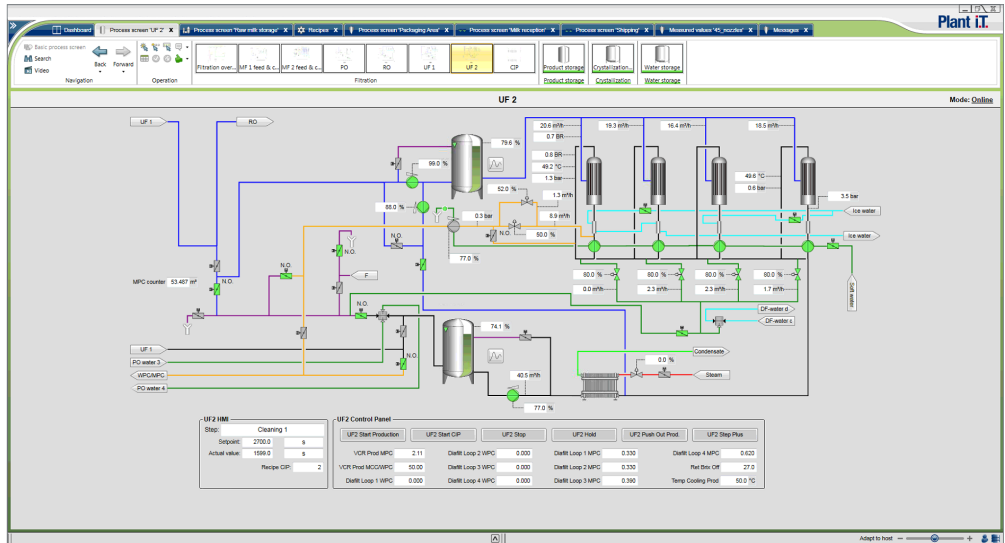 Plant i.T.
Dashboard
Process screen 'UF 2' X
Process screen 'Raw milk storage' X
Recipes X
Process screen 'Packaging Area' X
Process screen 'Milk reception' X
Process screen 'Shipping' X
Measured values '45_nozzles' X
Messages X
Basic process screen
Search
Video
Back
Forward
Navigation
Operation
Filtration over...
MF 1 feed & c...
MF 2 feed & c...
PO
RO
UF 1
UF 2
CIP
Filtration
Product storage
Crystallization...
Water storage
Product storage
Crystallization
Water storage
UF 2
Mode: Online
UF 1
RO
79.6 %
99.0 %
68.0 %
52.0 %
0.3 bar
50.0 %
77.0 %
N.O.
20.6 m³/h
0.7 BR
0.8 BR
49.2 °C
1.3 bar
1.3 m³/h
8.9 m³/h
19.3 m³/h
16.4 m³/h
18.5 m³/h
49.6 °C
0.6 bar
3.5 bar
Ice water
Ice water
N.O.
N.O.
F
MPC counter 53.487 m³
N.O.
N.O.
80.0 %
80.0 %
80.0 %
80.0 %
0.0 m³/h
2.3 m³/h
2.3 m³/h
1.7 m³/h
Soft water
N.O.
DF-water d
DF-water c
74.1 %
UF 1
PO water 3
WPC/MPC
PO water 4
N.O.
40.5 m³/h
77.0 %
Condensate
0.0 %
Steam
UF2 HMI
Step: Cleaning 1
Setpoint: 2700.0 s
Actual value: 1599.0 s
Recipe CIP: 2
UF2 Control Panel
UF2 Start Production
UF2 Start CIP
UF2 Stop
UF2 Hold
UF2 Push Out Prod.
UF2 Step Plus
VCR Prod MPC 2.11
Diafilt Loop 2 WPC 0.000
Diafilt Loop 1 MPC 0.330
Diafilt Loop 4 MPC 0.620
VCR Prod MCC/WPC 50.00
Diafilt Loop 3 WPC 0.000
Diafilt Loop 2 MPC 0.330
Ret Brix Off 27.0
Diafilt Loop 1 WPC 0.000
Diafilt Loop 4 WPC 0.000
Diafilt Loop 3 MPC 0.390
Temp Cooling Prod 50.0 °C
Adapt to host